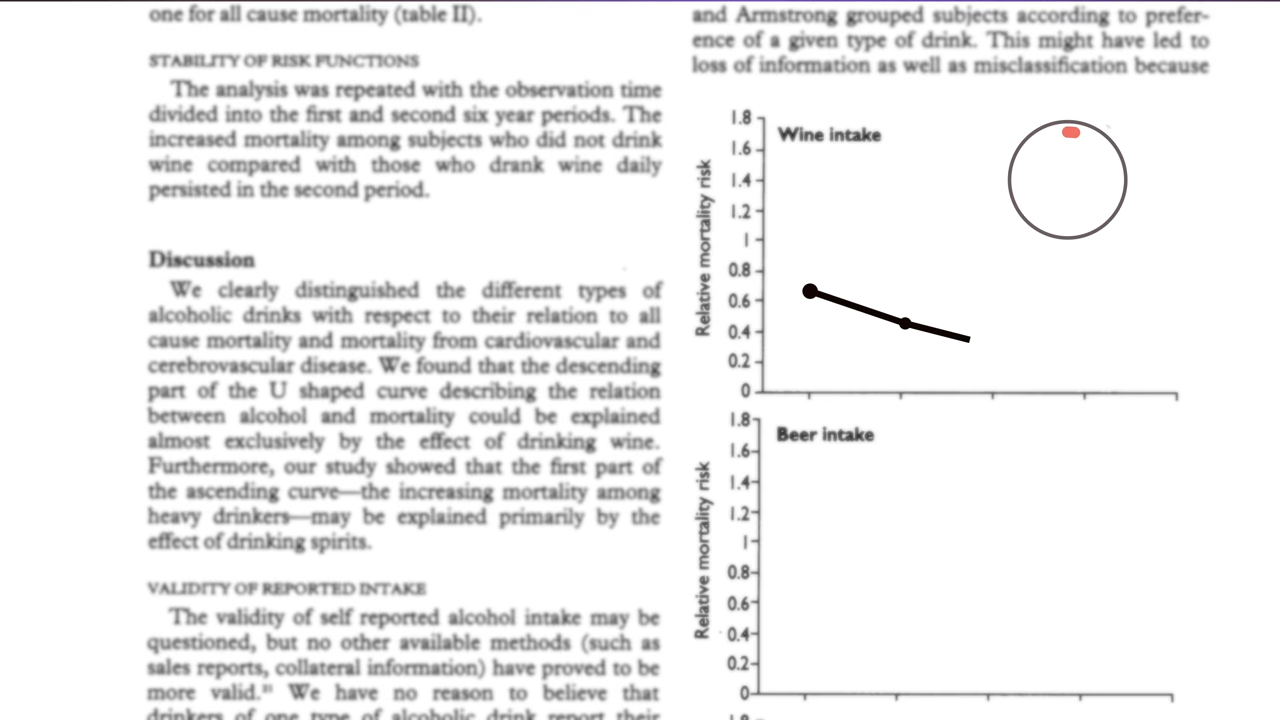 one for all cause mortality (table II).
STABILITY OF RISK FUNCTIONS
The analysis was repeated with the observation time
divided into the first and second six year periods. The
increased mortality among subjects who did not drink
wine compared with those who drank wine daily
persisted in the second period.
Discussion
We clearly distinguished the different types of
alcoholic drinks with respect to their relation to all
cause mortality and mortality from cardiovascular and
cerebrovascular disease. We found that the descending
part of the U shaped curve describing the relation
between alcohol and mortality could be explained
almost exclusively by the effect of drinking wine.
Furthermore, our study showed that the first part of
the ascending curve—the increasing mortality among
heavy drinkers—may be explained primarily by the
effect of drinking spirits.
VALIDITY OF REPORTED INTAKE
The validity of self reported alcohol intake may be
questioned, but no other available methods (such as
sales reports, collateral information) have proved to be
more valid.²¹ We have no reason to believe that
drinkers of one type of alcoholic drink report their
and Armstrong grouped subjects according to prefer-
ence of a given type of drink. This might have led to
loss of information as well as misclassification because
Wine intake
Relative mortality risk
1.8
1.6
1.4
1.2
1
0.8
0.6
0.4
0.2
0
Beer intake
Relative mortality risk
1.8
1.6
1.4
1.2
1
0.8
0.6
0.4
0.2
0
1.8